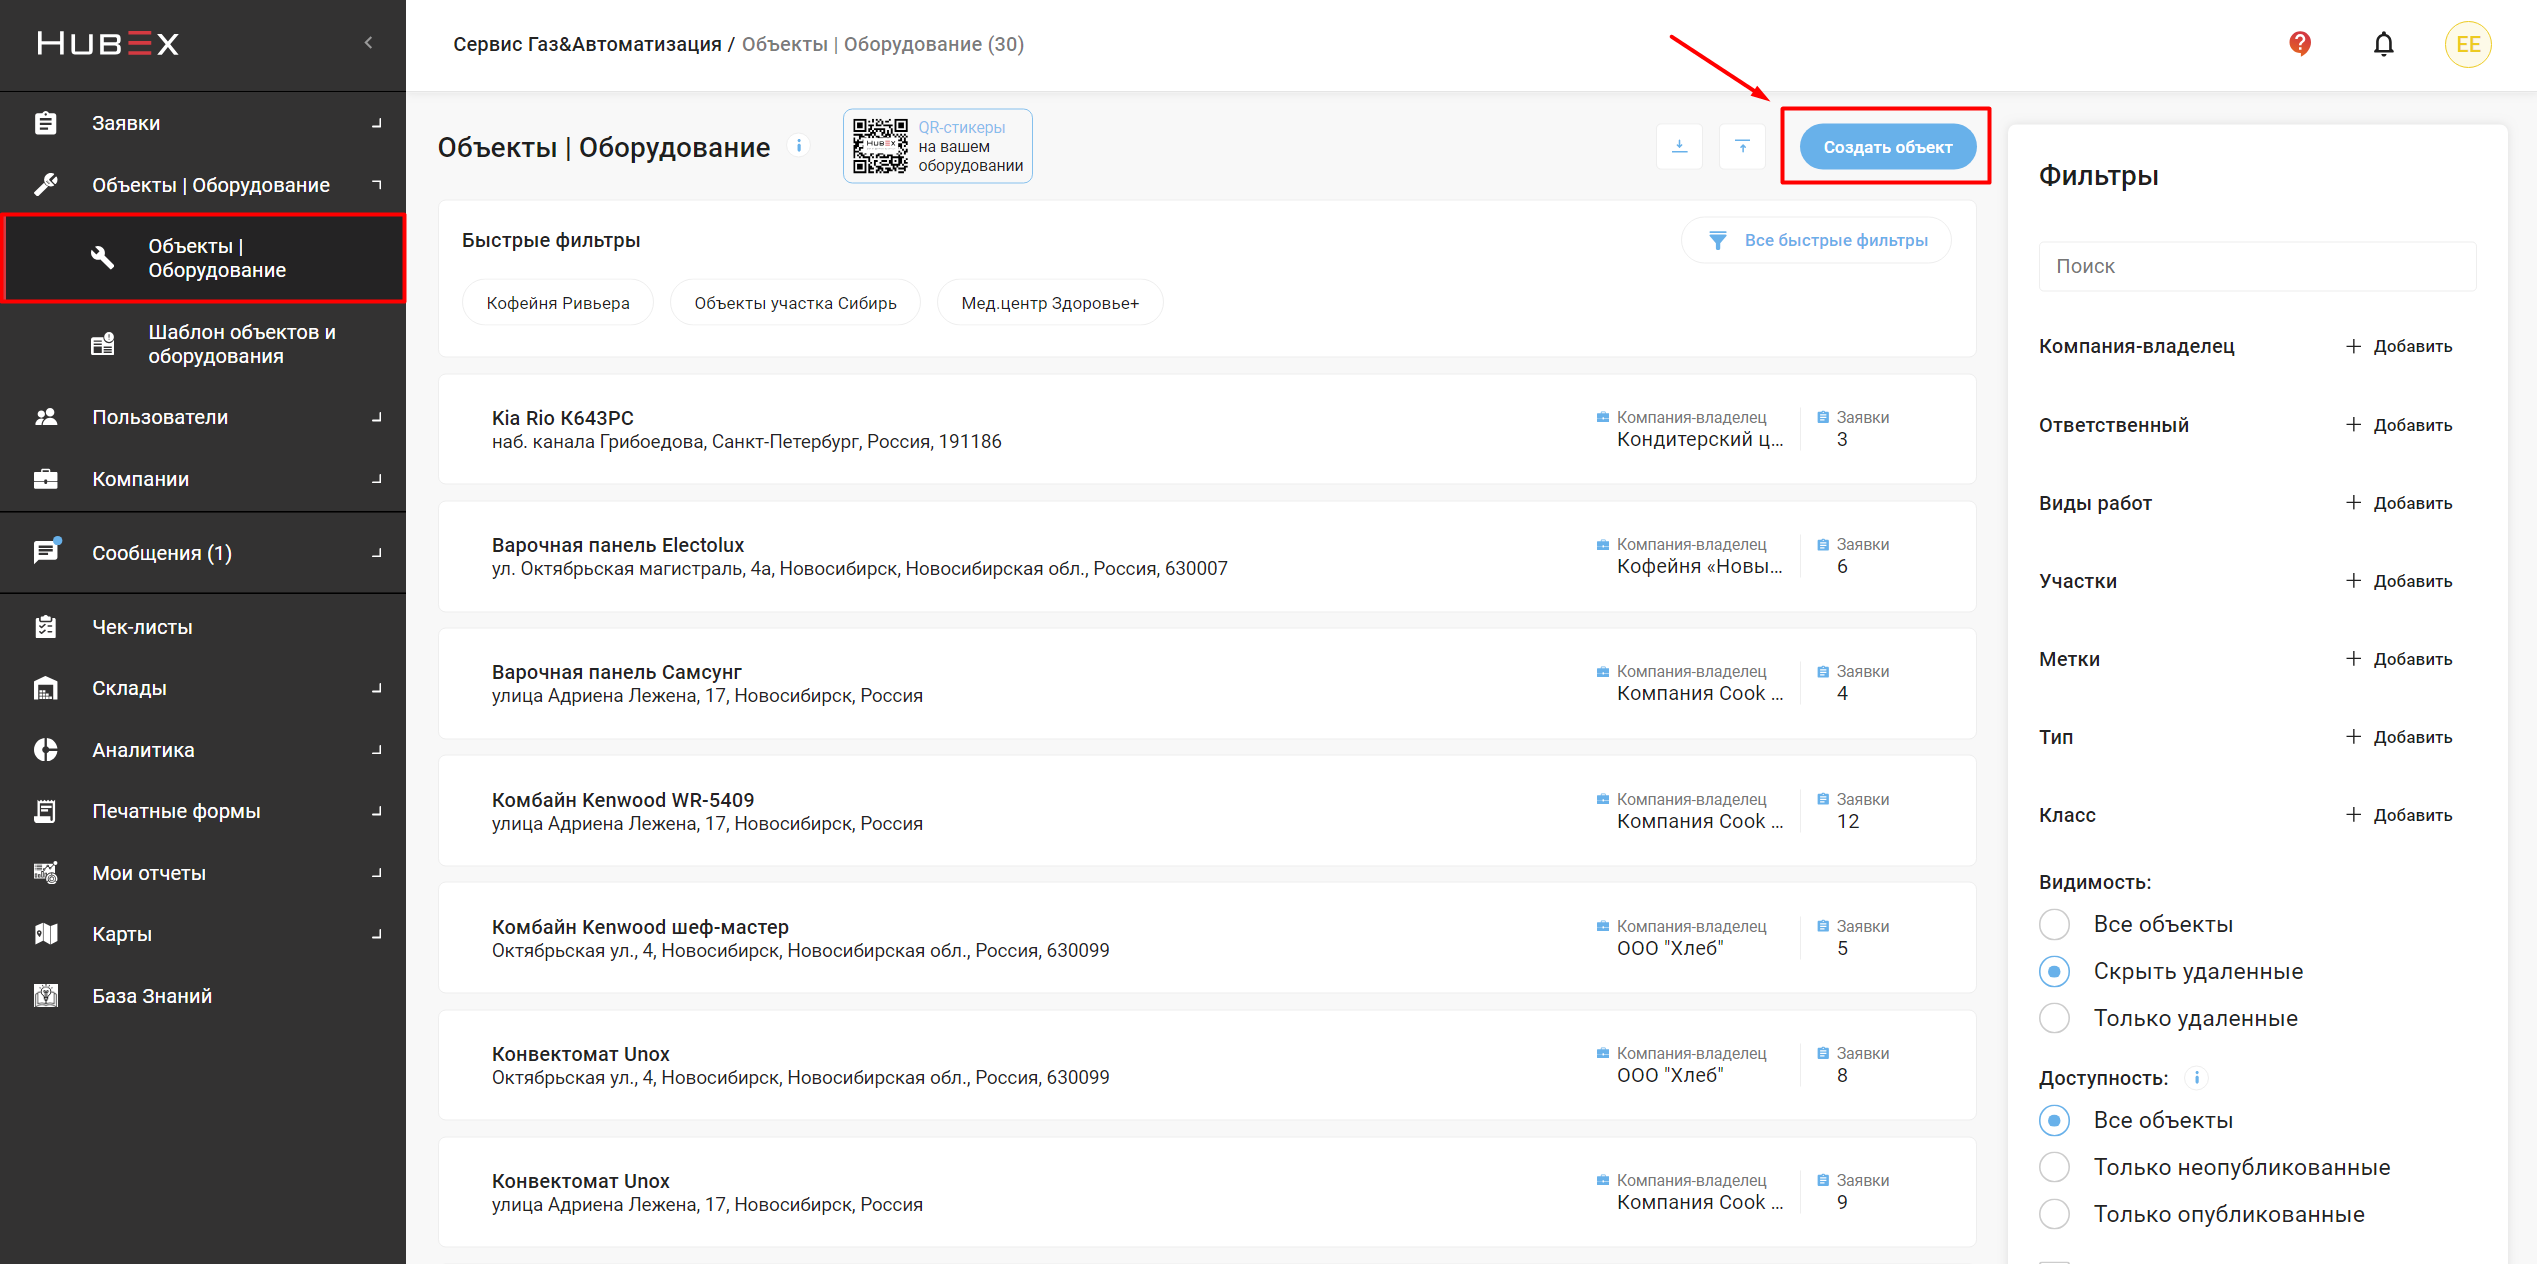 HUBEX
Сервис Газ&Автоматизация / Объекты | Оборудование (30)
EE
Заявки
Объекты | Оборудование
Объекты |
Оборудование
Шаблон объектов и
оборудования
Пользователи
Компании
Сообщения (1)
Чек-листы
Склады
Аналитика
Печатные формы
Мои отчеты
Карты
База Знаний
Объекты | Оборудование
HUBEX
QR-стикеры
на вашем
оборудовании
Создать объект
Быстрые фильтры
Все быстрые фильтры
Кофейня Ривьера
Объекты участка Сибирь
Мед.центр Здоровье+
Kia Rio К643РС
наб. канала Грибоедова, Санкт-Петербург, Россия, 191186
Компания-владелец
Кондитерский ц...
Заявки
3
Варочная панель Electolux
ул. Октябрьская магистраль, 4а, Новосибирск, Новосибирская обл., Россия, 630007
Компания-владелец
Кофейня «Новы...
Заявки
6
Варочная панель Самсунг
улица Адриена Лежена, 17, Новосибирск, Россия
Компания-владелец
Компания Cook ...
Заявки
4
Комбайн Kenwood WR-5409
улица Адриена Лежена, 17, Новосибирск, Россия
Компания-владелец
Компания Cook ...
Заявки
12
Комбайн Kenwood шеф-мастер
Октябрьская ул., 4, Новосибирск, Новосибирская обл., Россия, 630099
Компания-владелец
ООО "Хлеб"
Заявки
5
Конвектомат Unox
Октябрьская ул., 4, Новосибирск, Новосибирская обл., Россия, 630099
Компания-владелец
ООО "Хлеб"
Заявки
8
Конвектомат Unox
улица Адриена Лежена, 17, Новосибирск, Россия
Компания-владелец
Компания Cook ...
Заявки
9
Фильтры
Поиск
Компания-владелец + Добавить
Ответственный + Добавить
Виды работ + Добавить
Участки + Добавить
Метки + Добавить
Тип + Добавить
Класс + Добавить
Видимость:
Все объекты
Скрыть удаленные
Только удаленные
Доступность:
Все объекты
Только неопубликованные
Только опубликованные